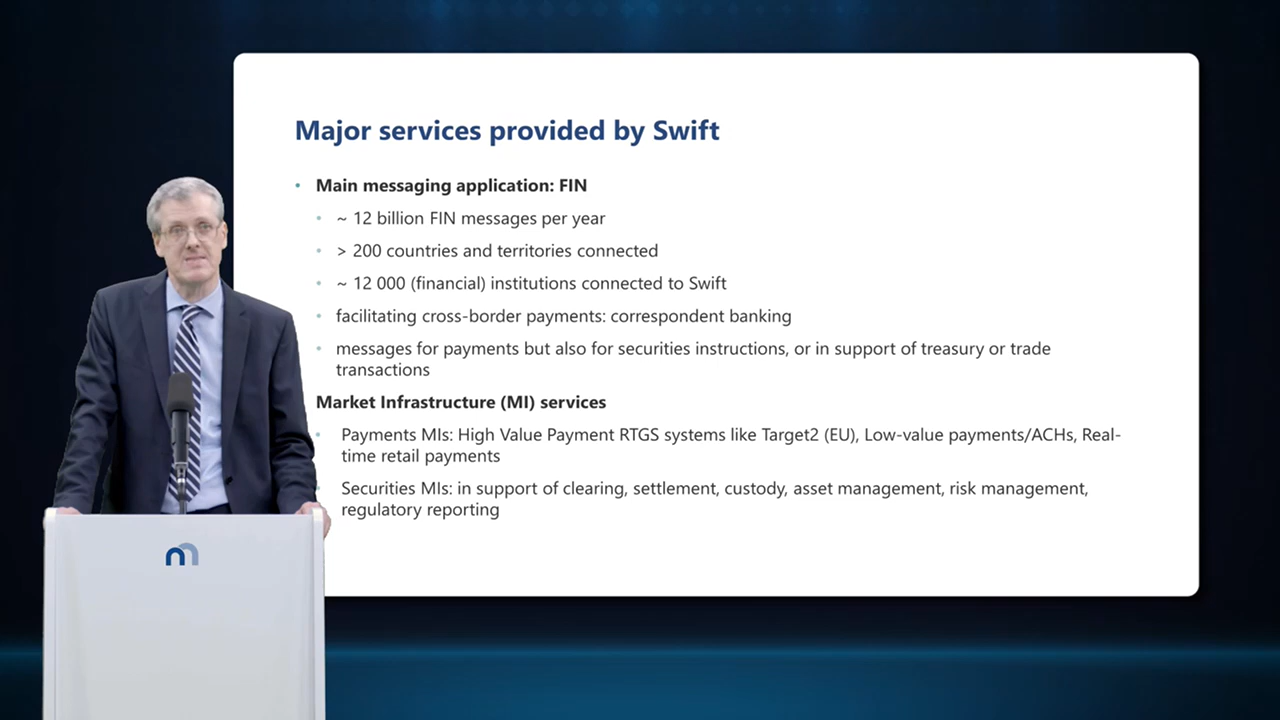 Major services provided by Swift
• Main messaging application: FIN
• ~ 12 billion FIN messages per year
• > 200 countries and territories connected
• ~ 12 000 (financial) institutions connected to Swift
• facilitating cross-border payments: correspondent banking
• messages for payments but also for securities instructions, or in support of treasury or trade
transactions
Market Infrastructure (MI) services
• Payments MIs: High Value Payment RTGS systems like Target2 (EU), Low-value payments/ACHs, Real-
time retail payments
• Securities MIs: in support of clearing, settlement, custody, asset management, risk management,
regulatory reporting